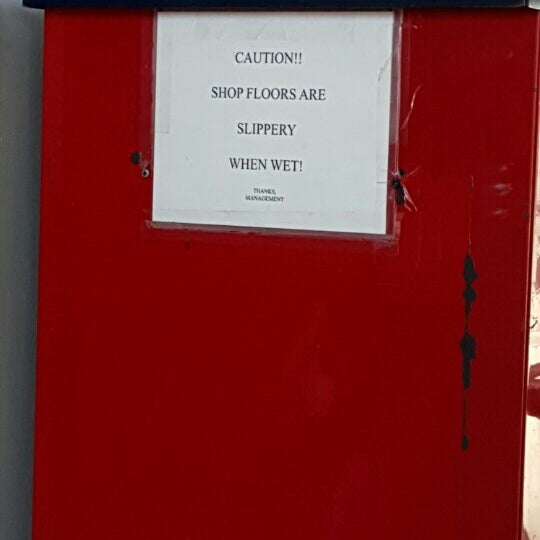 CAUTION!!
SHOP FLOORS ARE
SLIPPERY
WHEN WET!
THANKS,
MANAGEMENT